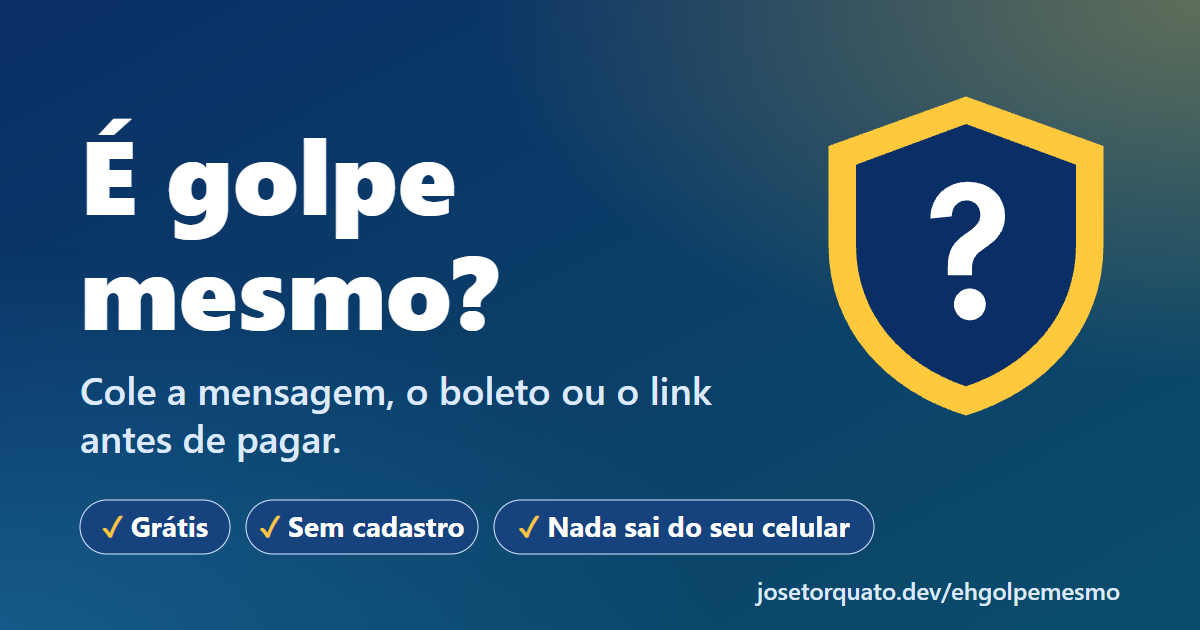 É golpe
mesmo?
?
Cole a mensagem, o boleto ou o link
antes de pagar.
✓ Grátis
✓ Sem cadastro
✓ Nada sai do seu celular
josetorquato.dev/ehgolpemesmo